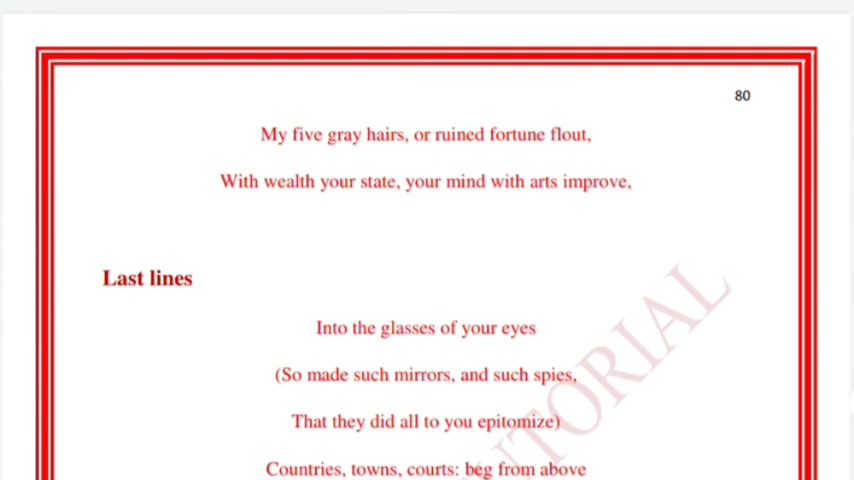 80
My five gray hairs, or ruined fortune flout,
With wealth your state, your mind with arts improve,
Last lines
Into the glasses of your eyes
(So made such mirrors, and such spies,
That they did all to you epitomize)
Countries, towns, courts: beg from above
UTORIAL